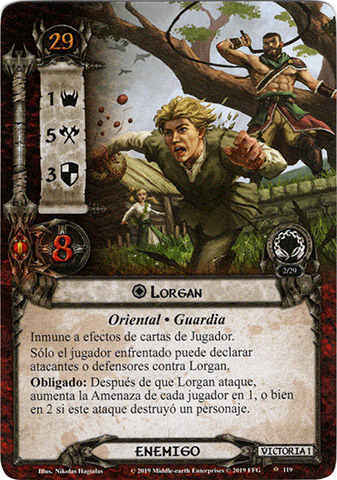 29
1
5
3
8
2/29
LORGAN
Oriental • Guardia
Inmune a efectos de cartas de Jugador.
Sólo el jugador enfrentado puede declarar
atacantes o defensores contra Lorgan.
Obligado: Después de que Lorgan ataque,
aumenta la Amenaza de cada jugador en 1, o bien
en 2 si este ataque destruyó un personaje.
ENEMIGO
VICTORIA 1
Illus. Nikolas Hagialas © 2019 Middle-earth Enterprises © 2019 FFG 119